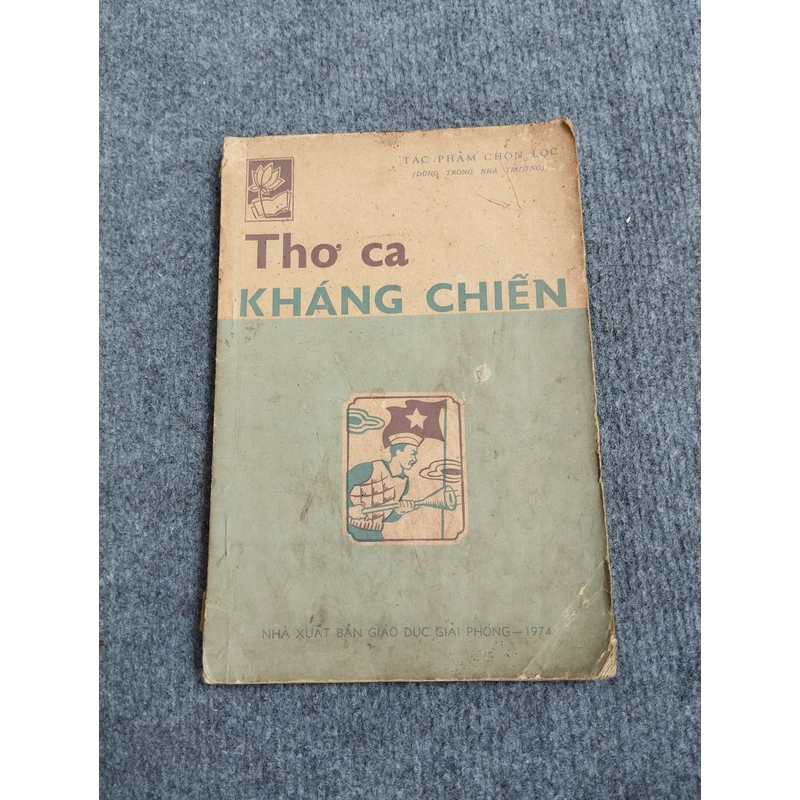 TÁC PHẨM CHỌN LỌC
(DÙNG TRONG NHÀ TRƯỜNG)
Thơ ca
KHÁNG CHIẾN
NHÀ XUẤT BẢN GIÁO DỤC GIẢI PHÓNG — 1974